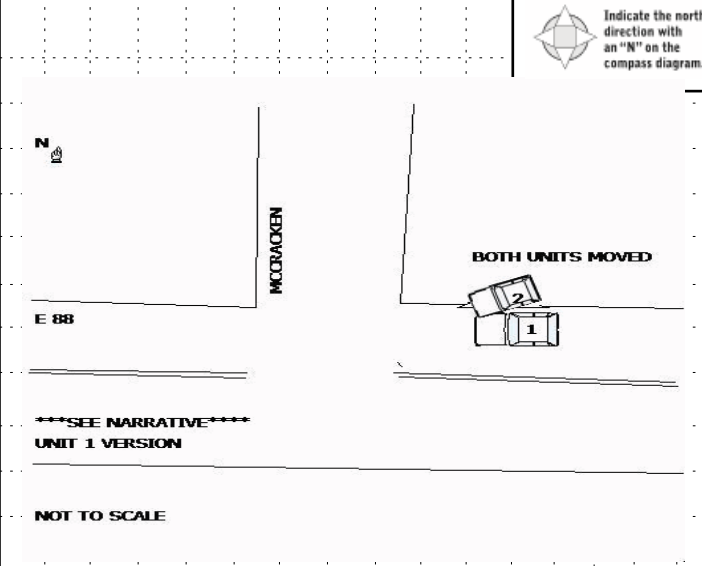 Indicate the north
direction with
an "N" on the
compass diagram.
N
MCCRACKEN
BOTH UNITS MOVED
2
1
E 88
***SEE NARRATIVE****
UNIT 1 VERSION
NOT TO SCALE